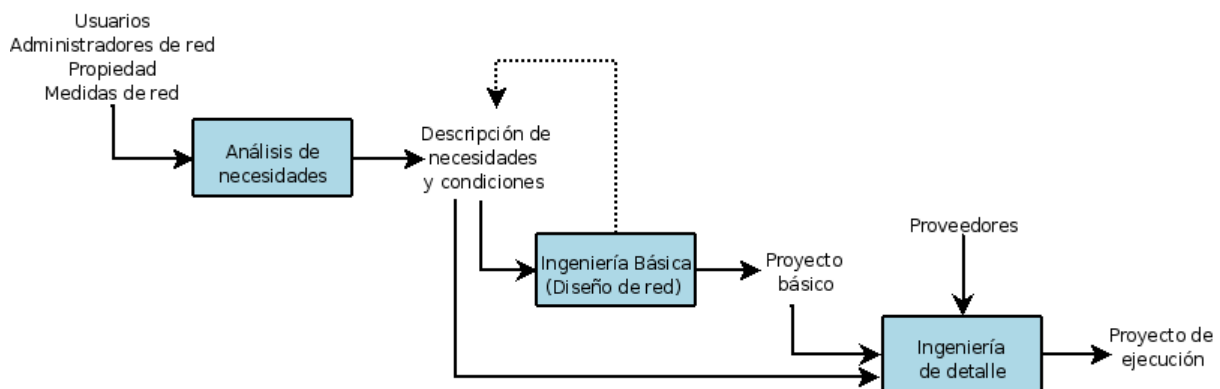 Usuarios
Administradores de red
Propiedad
Medidas de red
Análisis de
necesidades
Descripción de
necesidades
y condiciones
Ingeniería Básica
(Diseño de red)
Proyecto
básico
Proveedores
Ingeniería
de detalle
Proyecto de
ejecución